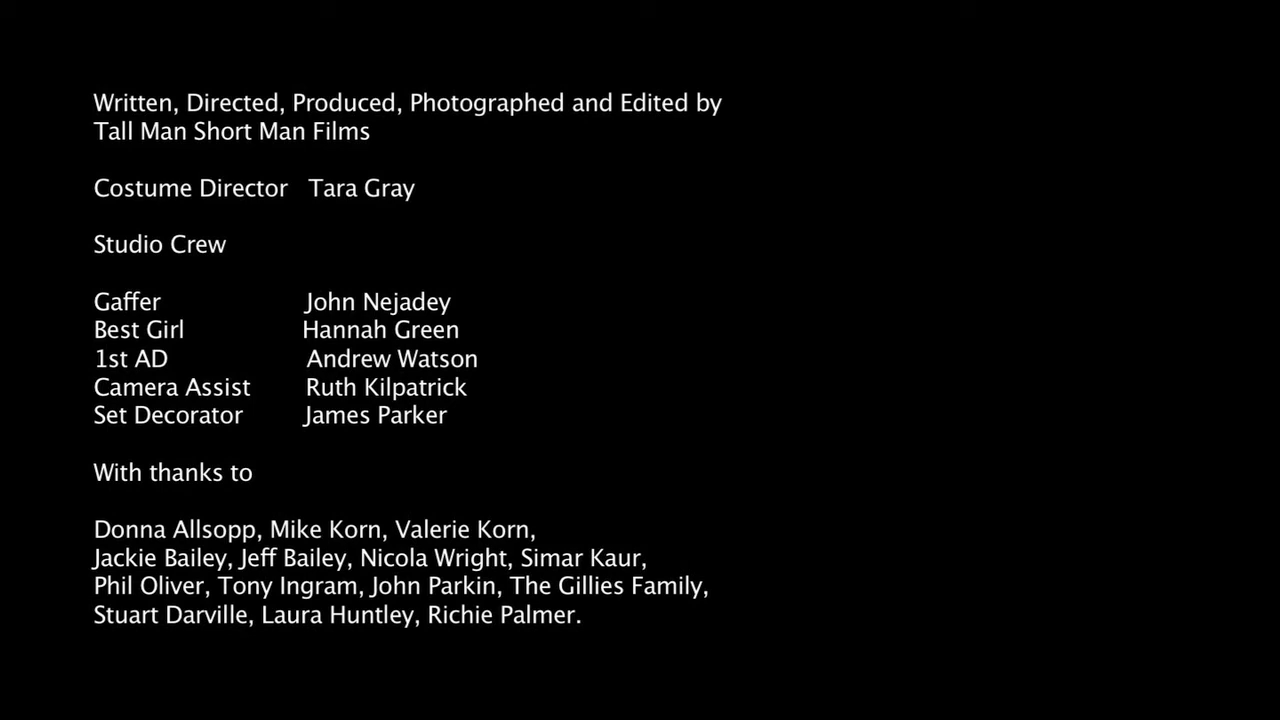 Written, Directed, Produced, Photographed and Edited by
Tall Man Short Man Films
Costume Director Tara Gray
Studio Crew
Gaffer John Nejadey
Best Girl Hannah Green
1st AD Andrew Watson
Camera Assist Ruth Kilpatrick
Set Decorator James Parker
With thanks to
Donna Allsopp, Mike Korn, Valerie Korn,
Jackie Bailey, Jeff Bailey, Nicola Wright, Simar Kaur,
Phil Oliver, Tony Ingram, John Parkin, The Gillies Family,
Stuart Darville, Laura Huntley, Richie Palmer.